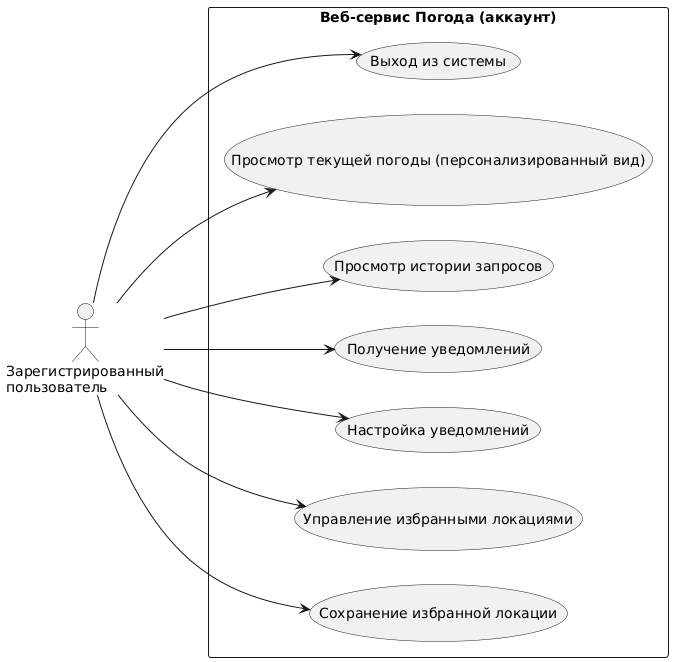 Веб-сервис Погода (аккаунт)
Выход из системы
Просмотр текущей погоды (персонализированный вид)
Просмотр истории запросов
Получение уведомлений
Зарегистрированный
пользователь
Настройка уведомлений
Управление избранными локациями
Сохранение избранной локации